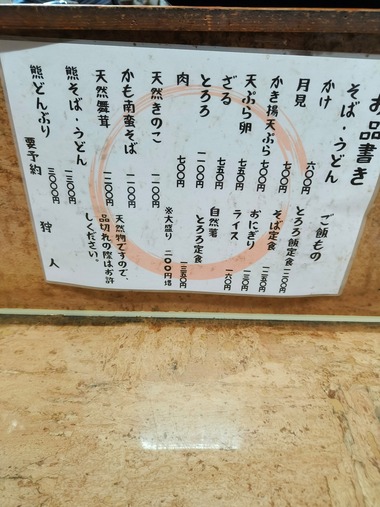 お品書き
そば・うどん
かけ 六〇〇円
月見 七〇〇円
かき揚天ぷら 七〇〇円
天ぷら卵 七五〇円
ざる 七五〇円
とろろ
肉 七〇〇円
天然きのこ 一一〇〇円
かも南蛮そば 一一〇〇円
天然舞茸 一二〇〇円
熊そば・うどん 一三〇〇円
熊どんぶり 三〇〇〇円
要予約
ご飯もの
とろろ飯定食 一二〇〇円
そば定食 一二五〇円
おにぎり 一三〇円
ライス 一六〇円
自然薯
とろろ定食 一三五〇円
※大盛り 二〇〇円増
天然物ですので、
品切れの際はお許
しください。
狩人